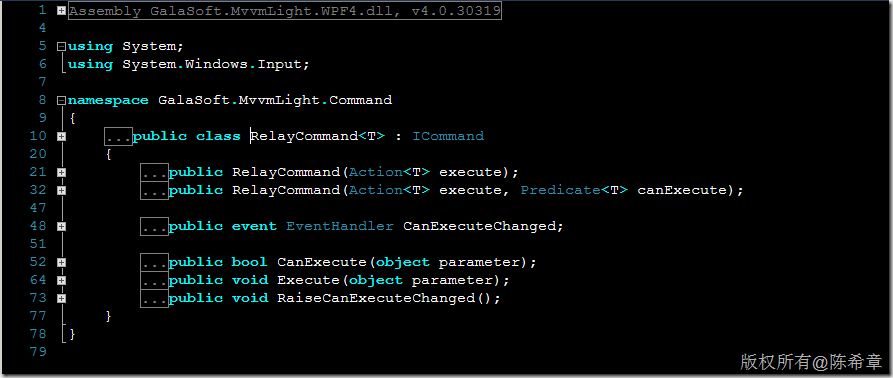 1 Assembly GalaSoft.MvvmLight.WPF4.dll, v4.0.30319
4
5 using System;
6 using System.Windows.Input;
7
8 namespace GalaSoft.MvvmLight.Command
9 {
10 ...public class RelayCommand<T> : ICommand
20 {
21 ...public RelayCommand(Action<T> execute);
32 ...public RelayCommand(Action<T> execute, Predicate<T> canExecute);
47
48 ...public event EventHandler CanExecuteChanged;
51
52 ...public bool CanExecute(object parameter);
64 ...public void Execute(object parameter);
73 ...public void RaiseCanExecuteChanged();
77 }
78 }
79
版权所有@陈希章